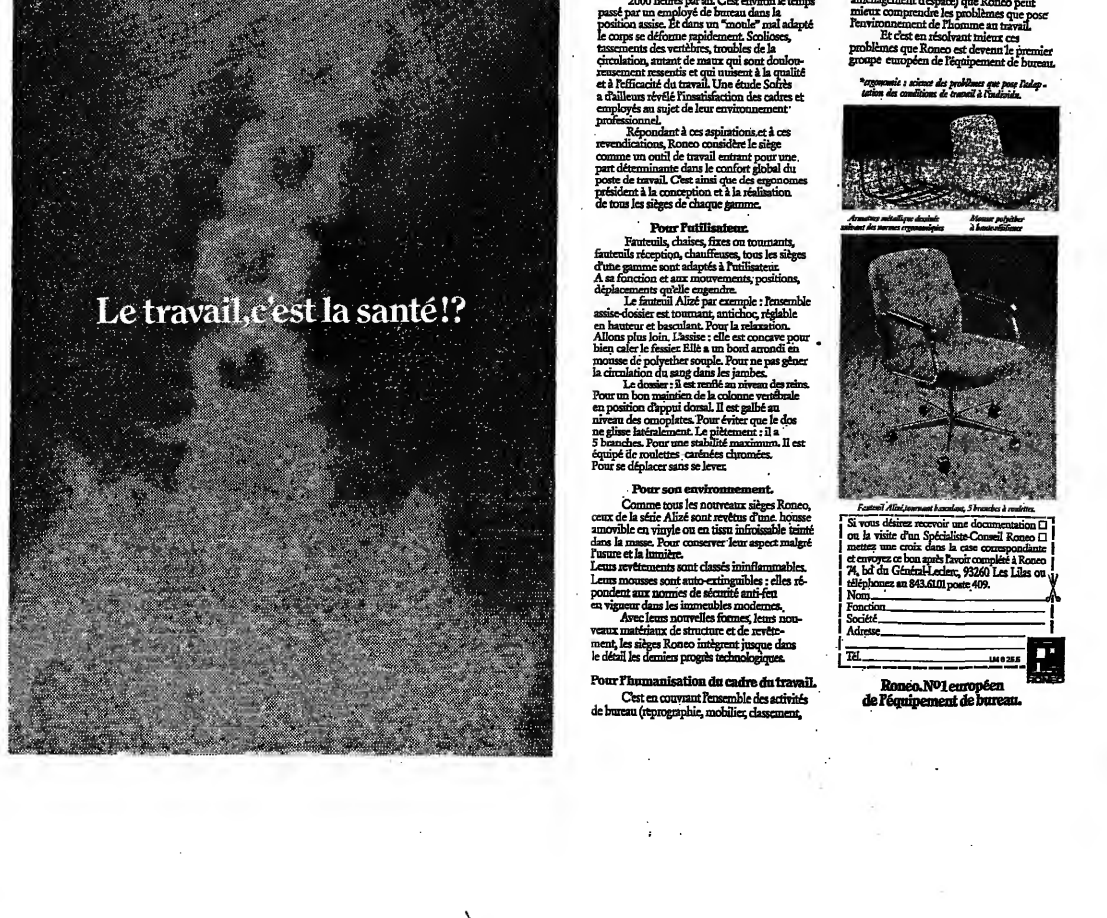 Le travail,c'est la santé!?
2000 heures par an. C'est environ le temps
passé par un employé de bureau dans la
position assise. Et dans un "moule" mal adapté
le corps se déforme rapidement. Scolioses,
tassements des vertèbres, troubles de la
circulation, autant de maux qui sont doulou-
reusement ressentis et qui nuisent à la qualité
et à l'efficacité du travail. Une étude Sofrès
a d'ailleurs révélé l'insatisfaction des cadres et
employés au sujet de leur environnement
professionnel.
Répondant à ces aspirations et à ces
revendications, Roneo considère le siège
comme un outil de travail entrant pour une
part déterminante dans le confort global du
poste de travail. C'est ainsi que des ergonomes
président à la conception et à la réalisation
de tous les sièges de chaque gamme.
Pour l'utilisateur.
Fauteuils, chaises, fixes ou tournants,
fauteuils réception, chauffeuses, tous les sièges
d'une gamme sont adaptés à l'utilisateur.
A sa fonction et aux mouvements, positions,
déplacements qu'elle engendre.
Le fauteuil Alizé par exemple : l'ensemble
assise-dossier est tournant, antichoc, réglable
en hauteur et basculant. Pour la relaxation.
Allons plus loin. L'assise : elle est concave pour
bien caler le fessier. Elle a un bord arrondi en
mousse de polyether souple. Pour ne pas gêner
la circulation du sang dans les jambes.
Le dossier : il est renflé au niveau des reins.
Pour un bon maintien de la colonne vertébrale
en position d'appui dorsal. Il est galbé au
niveau des omoplates. Pour éviter que le dos
ne glisse latéralement. Le piètement : il a
5 branches. Pour une stabilité maximum. Il est
équipé de roulettes carénées chromées.
Pour se déplacer sans se lever.
Pour son environnement.
Comme tous les nouveaux sièges Roneo,
ceux de la série Alizé sont revêtus d'une housse
amovible en vinyle ou en tissu infroissable teinté
dans la masse. Pour conserver leur aspect malgré
l'usure et la lumière.
Leurs revêtements sont classés ininflammables.
Leurs mousses sont auto-extinguibles : elles ré-
pondent aux normes de sécurité anti-feu
en vigueur dans les immeubles modernes.
Avec leurs nouvelles formes, leurs nou-
veaux matériaux de structure et de revête-
ment, les sièges Roneo intègrent jusque dans
le détail les derniers progrès technologiques.
Pour l'humanisation du cadre du travail.
C'est en couvrant l'ensemble des activités
de bureau (reprographie, mobilier, classement,
aménagement d'espace) que Roneo peut
mieux comprendre les problèmes que pose
l'environnement de l'homme au travail.
Et c'est en résolvant mieux ces
problèmes que Roneo est devenu le premier
groupe européen de l'équipement de bureau.
*ergonomie : science des problèmes que pose l'adap-
tation des conditions de travail à l'individu.
Armature métallique dessinée
suivant des normes ergonomiques
Mousse polyéther
à haute résilience
Fauteuil Alizé, tournant basculant, 5 branches à roulettes.
Si vous désirez recevoir une documentation □
ou la visite d'un Spécialiste-Conseil Roneo □
mettez une croix dans la case correspondante
et envoyez ce bon après l'avoir complété à Roneo
74, bd du Général-Leclerc, 93260 Les Lilas ou
téléphonez au 843.61.01 poste 409.
Nom
Fonction
Société
Adresse
Tél.
Roneo. Nº1 européen
de l'équipement de bureau.